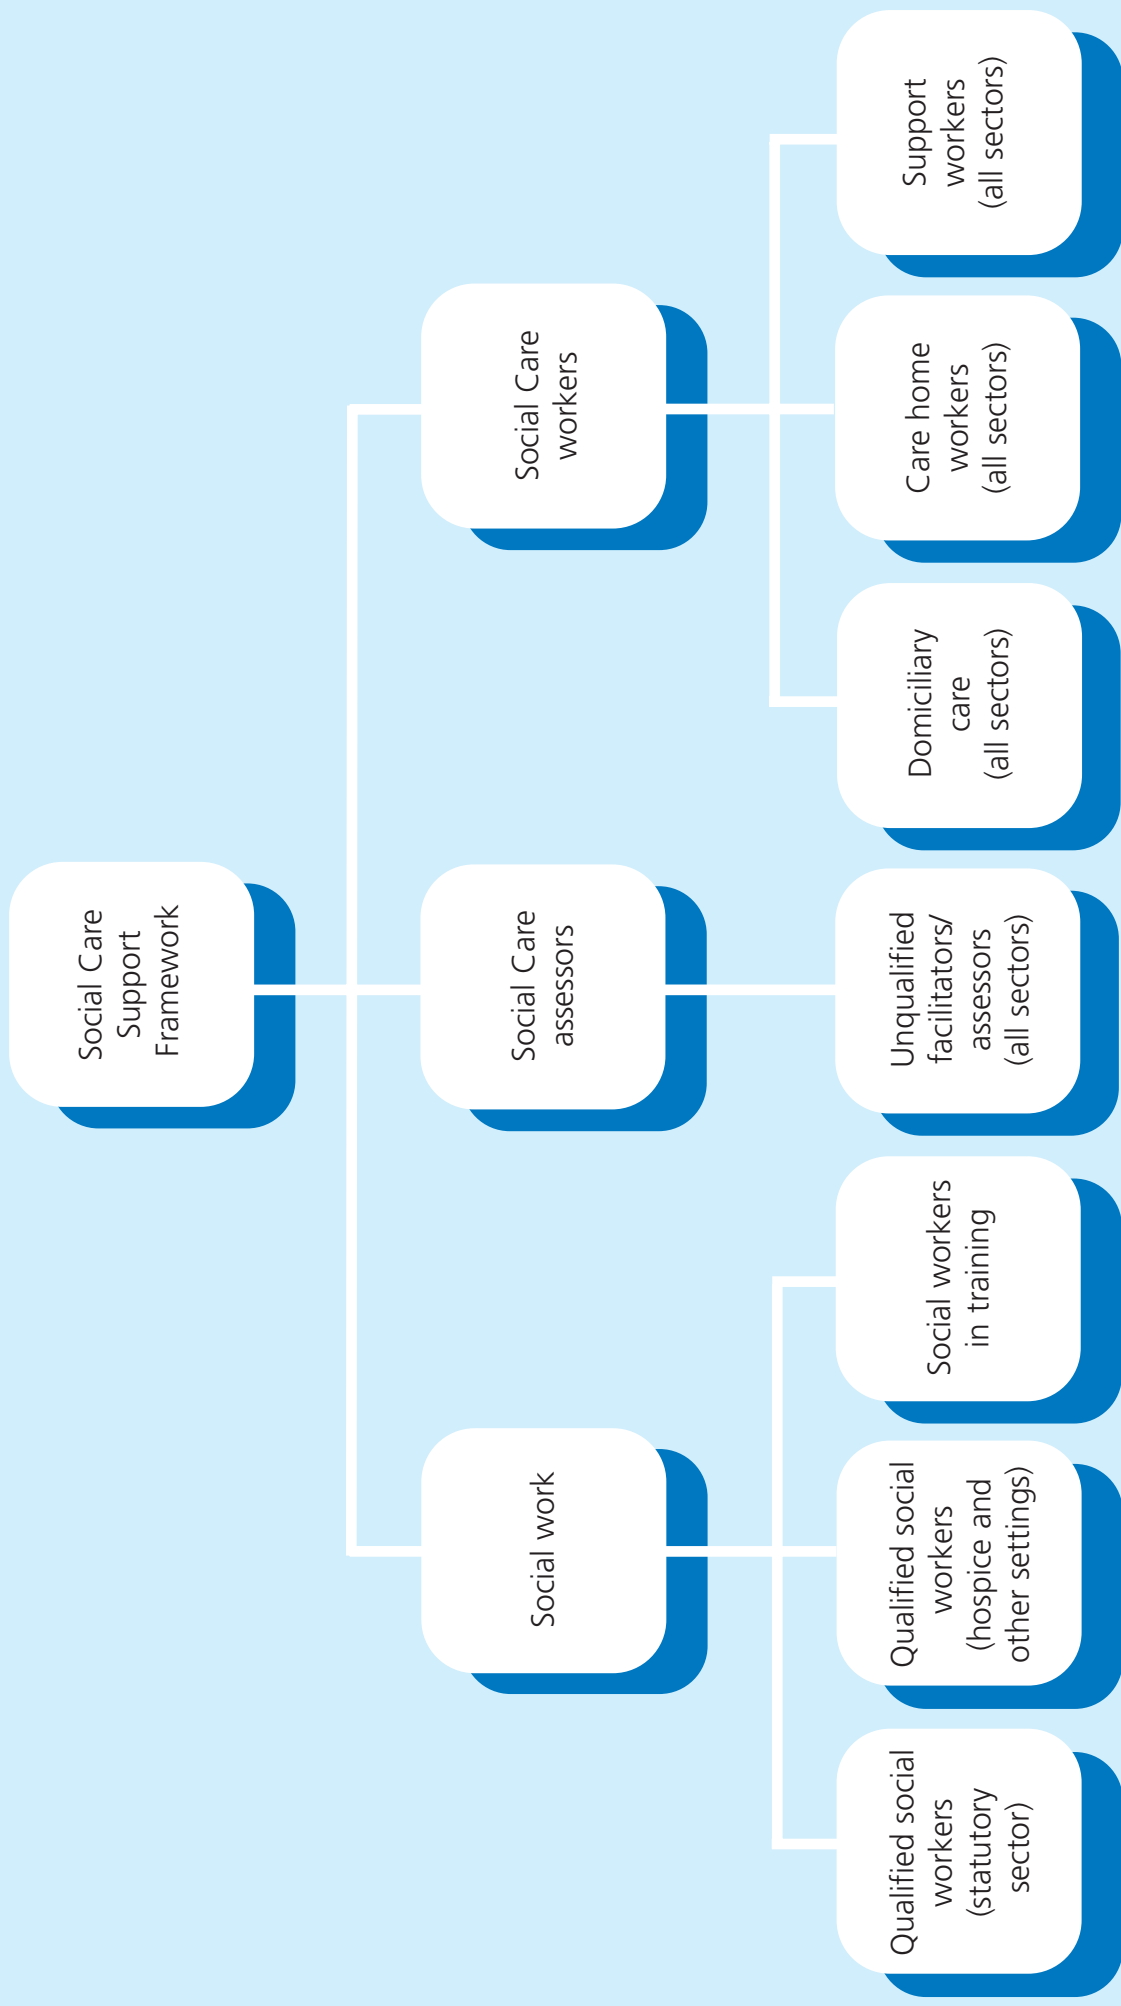 Social Care
Support
Framework
Social work
Social Care
assessors
Social Care
workers
Qualified social
workers
(statutory
sector)
Qualified social
workers
(hospice and
other settings)
Social workers
in training
Unqualified
facilitators/
assessors
(all sectors)
Domiciliary
care
(all sectors)
Care home
workers
(all sectors)
Support
workers
(all sectors)